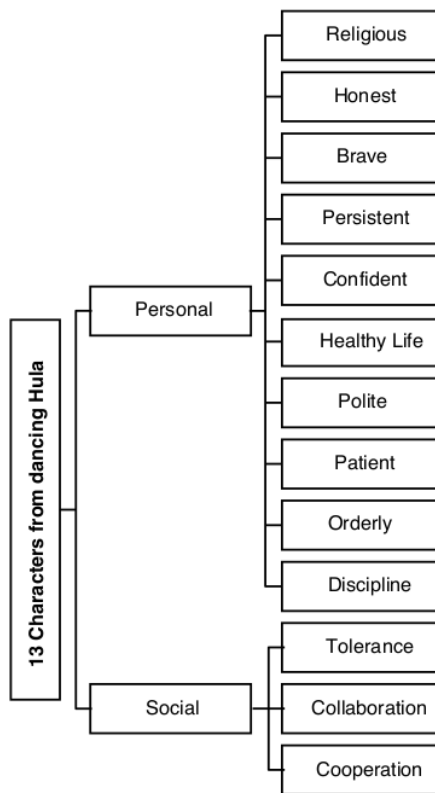 13 Characters from dancing Hula
Personal
Religious
Honest
Brave
Persistent
Confident
Healthy Life
Polite
Patient
Orderly
Discipline
Social
Tolerance
Collaboration
Cooperation